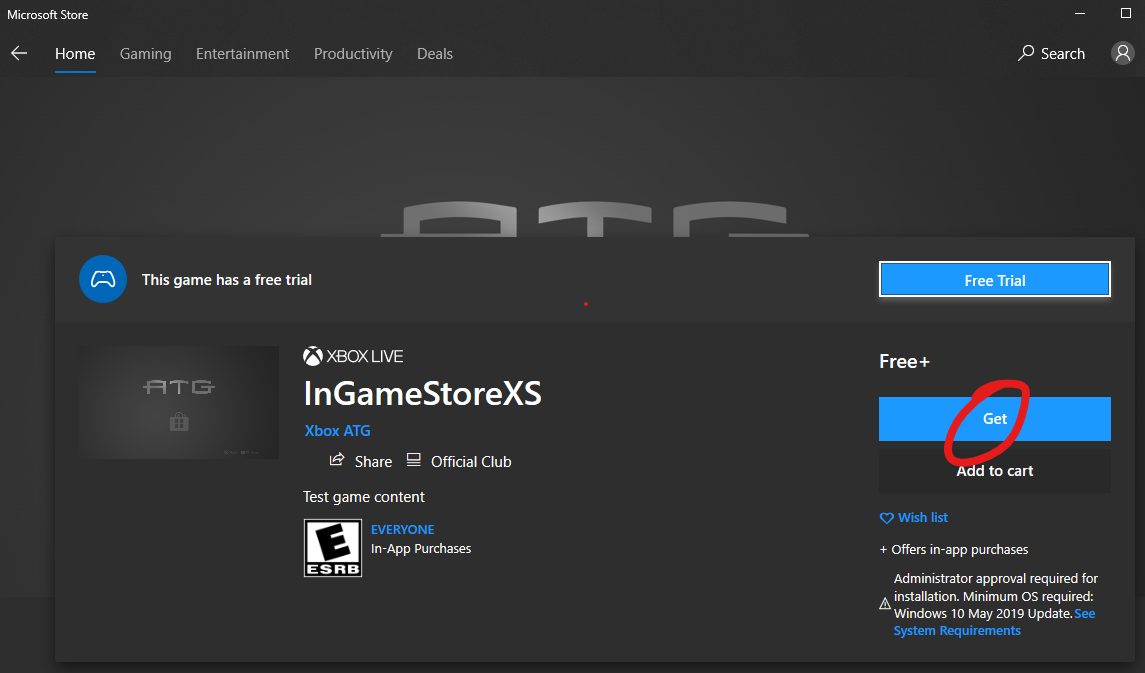 Microsoft Store
Home Gaming Entertainment Productivity Deals Search
ATG
This game has a free trial
Free Trial
ATG
XBOX LIVE
InGameStoreXS
Xbox ATG
Share Official Club
Test game content
E
ESRB
EVERYONE
In-App Purchases
Free+
Get
Add to cart
Wish list
+ Offers in-app purchases
Administrator approval required for
installation. Minimum OS required:
Windows 10 May 2019 Update. See
System Requirements